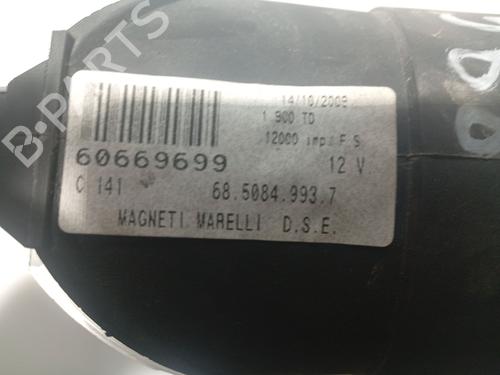 14/10/2009
1 900 TD
12000 imp/F S
60669699
12 V
C 141
68.5084.993.7
MAGNETI MARELLI D.S.E.
B-PARTS